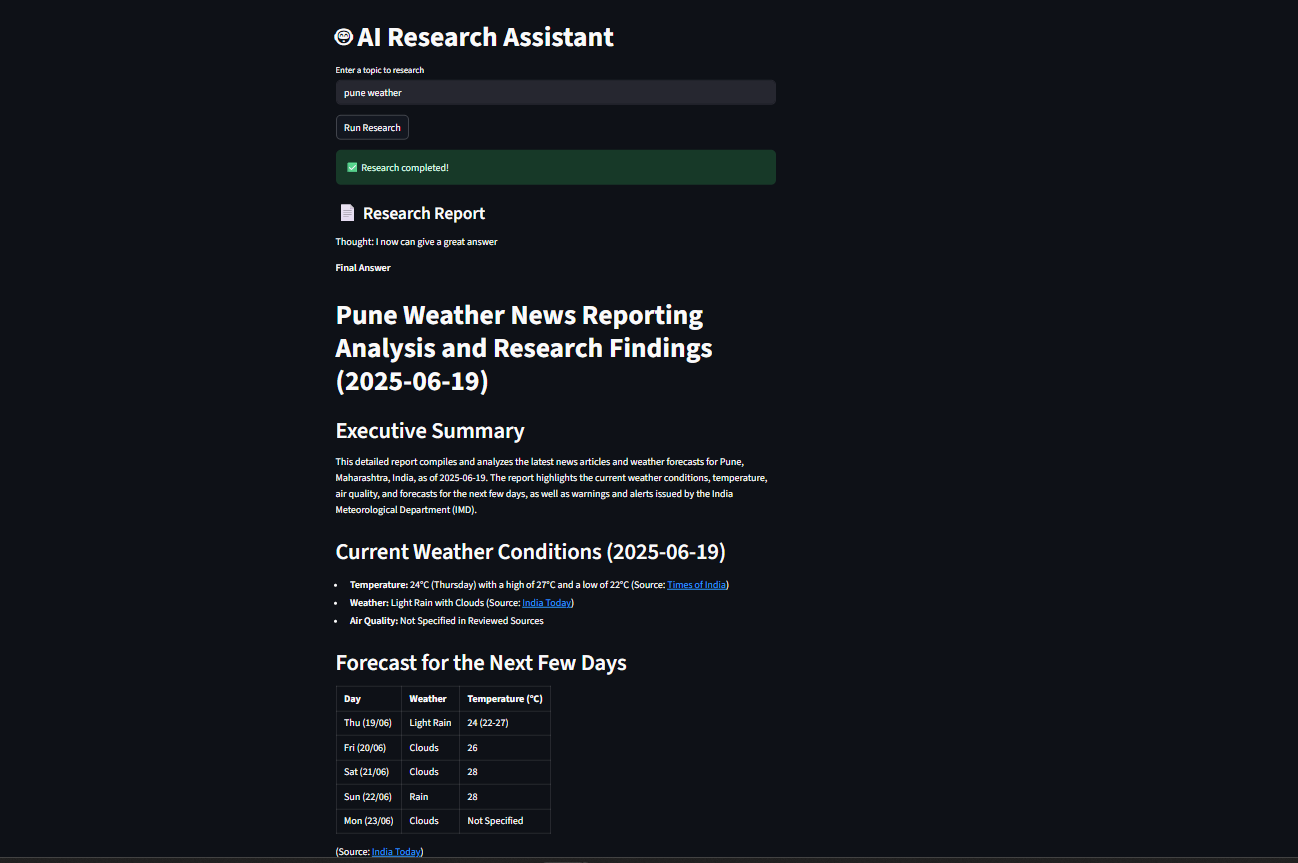 AI Research Assistant
Enter a topic to research
pune weather
Run Research
Research completed!
Research Report
Thought: I now can give a great answer
Final Answer
Pune Weather News Reporting
Analysis and Research Findings
(2025-06-19)
Executive Summary
This detailed report compiles and analyzes the latest news articles and weather forecasts for Pune,
Maharashtra, India, as of 2025-06-19. The report highlights the current weather conditions, temperature,
air quality, and forecasts for the next few days, as well as warnings and alerts issued by the India
Meteorological Department (IMD).
Current Weather Conditions (2025-06-19)
• Temperature: 24°C (Thursday) with a high of 27°C and a low of 22°C (Source: Times of India)
• Weather: Light Rain with Clouds (Source: India Today)
• Air Quality: Not Specified in Reviewed Sources
Forecast for the Next Few Days
Day Weather Temperature (°C)
Thu (19/06) Light Rain 24 (22-27)
Fri (20/06) Clouds 26
Sat (21/06) Clouds 28
Sun (22/06) Rain 28
Mon (23/06) Clouds Not Specified
(Source: India Today)